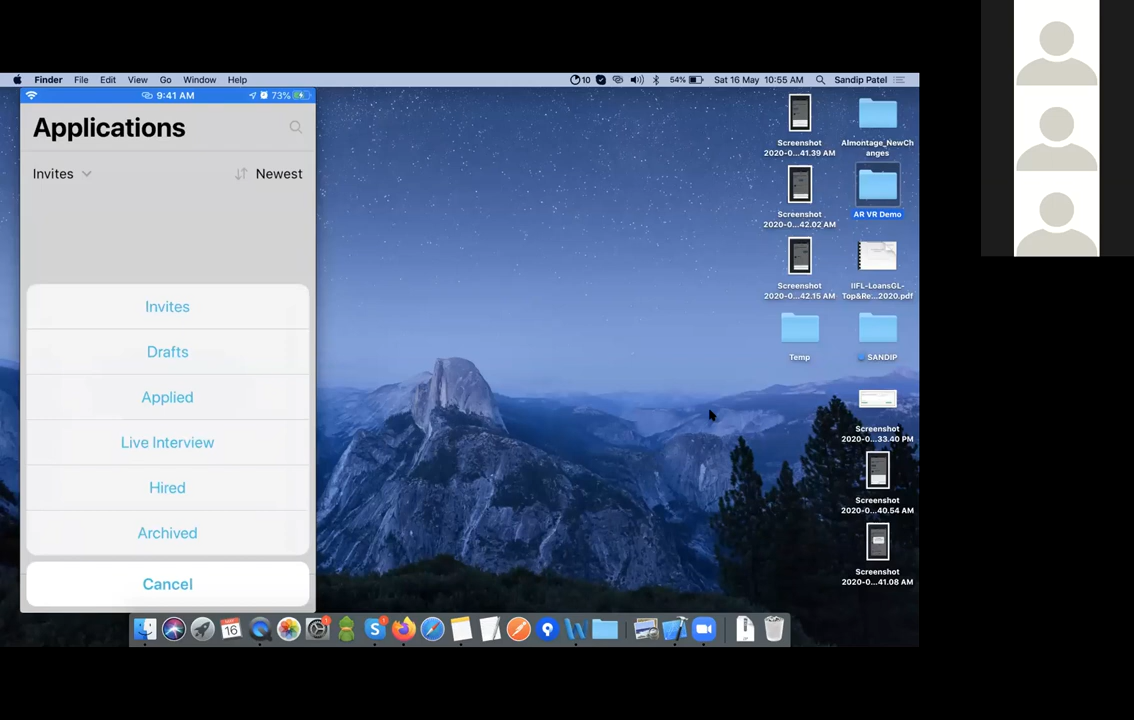 Finder File Edit View Go Window Help
10 54% Sat 16 May 10:55 AM Sandip Patel
9:41 AM 73%
Applications
Invites Newest
Invites
Drafts
Applied
Live Interview
Hired
Archived
Cancel
Screenshot
2020-0...41.39 AM
AImontage_NewCh
anges
Screenshot
2020-0...42.02 AM
AR VR Demo
Screenshot
2020-0...42.15 AM
IIFL-LoansGL-
Top&Re...2020.pdf
Temp
SANDIP
Screenshot
2020-0...33.40 PM
Screenshot
2020-0...40.54 AM
Screenshot
2020-0...41.08 AM
16